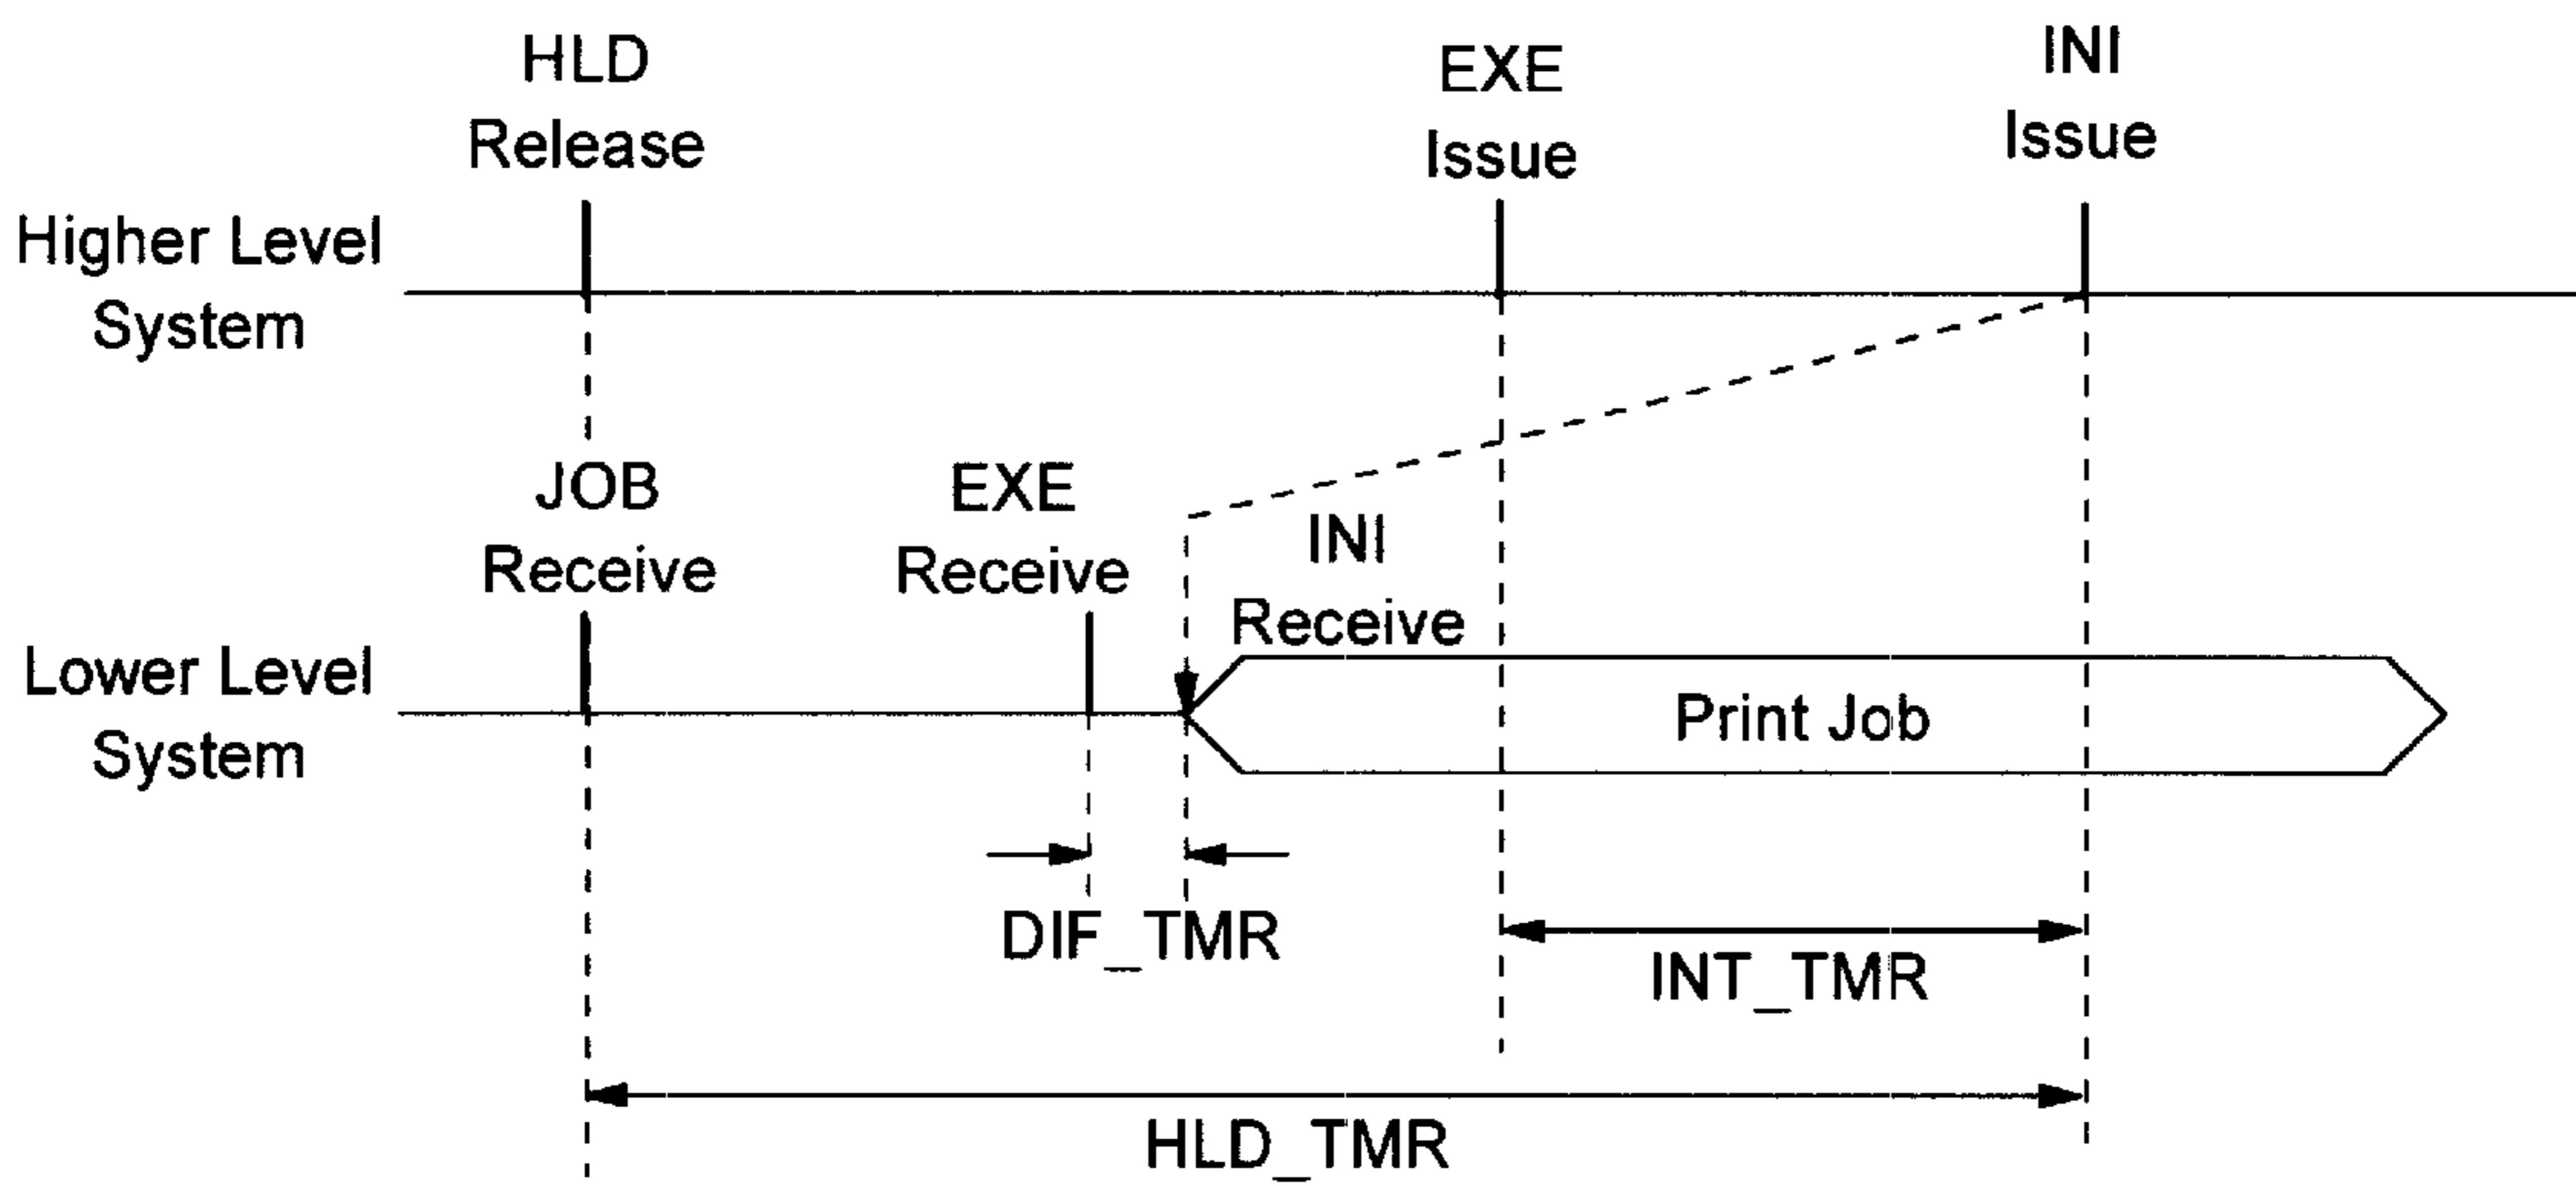 HLD
Release
EXE
Issue
INI
Issue
Higher Level
System
JOB
Receive
EXE
Receive
INI
Receive
Lower Level
System
Print Job
DIF_TMR
INT_TMR
HLD_TMR